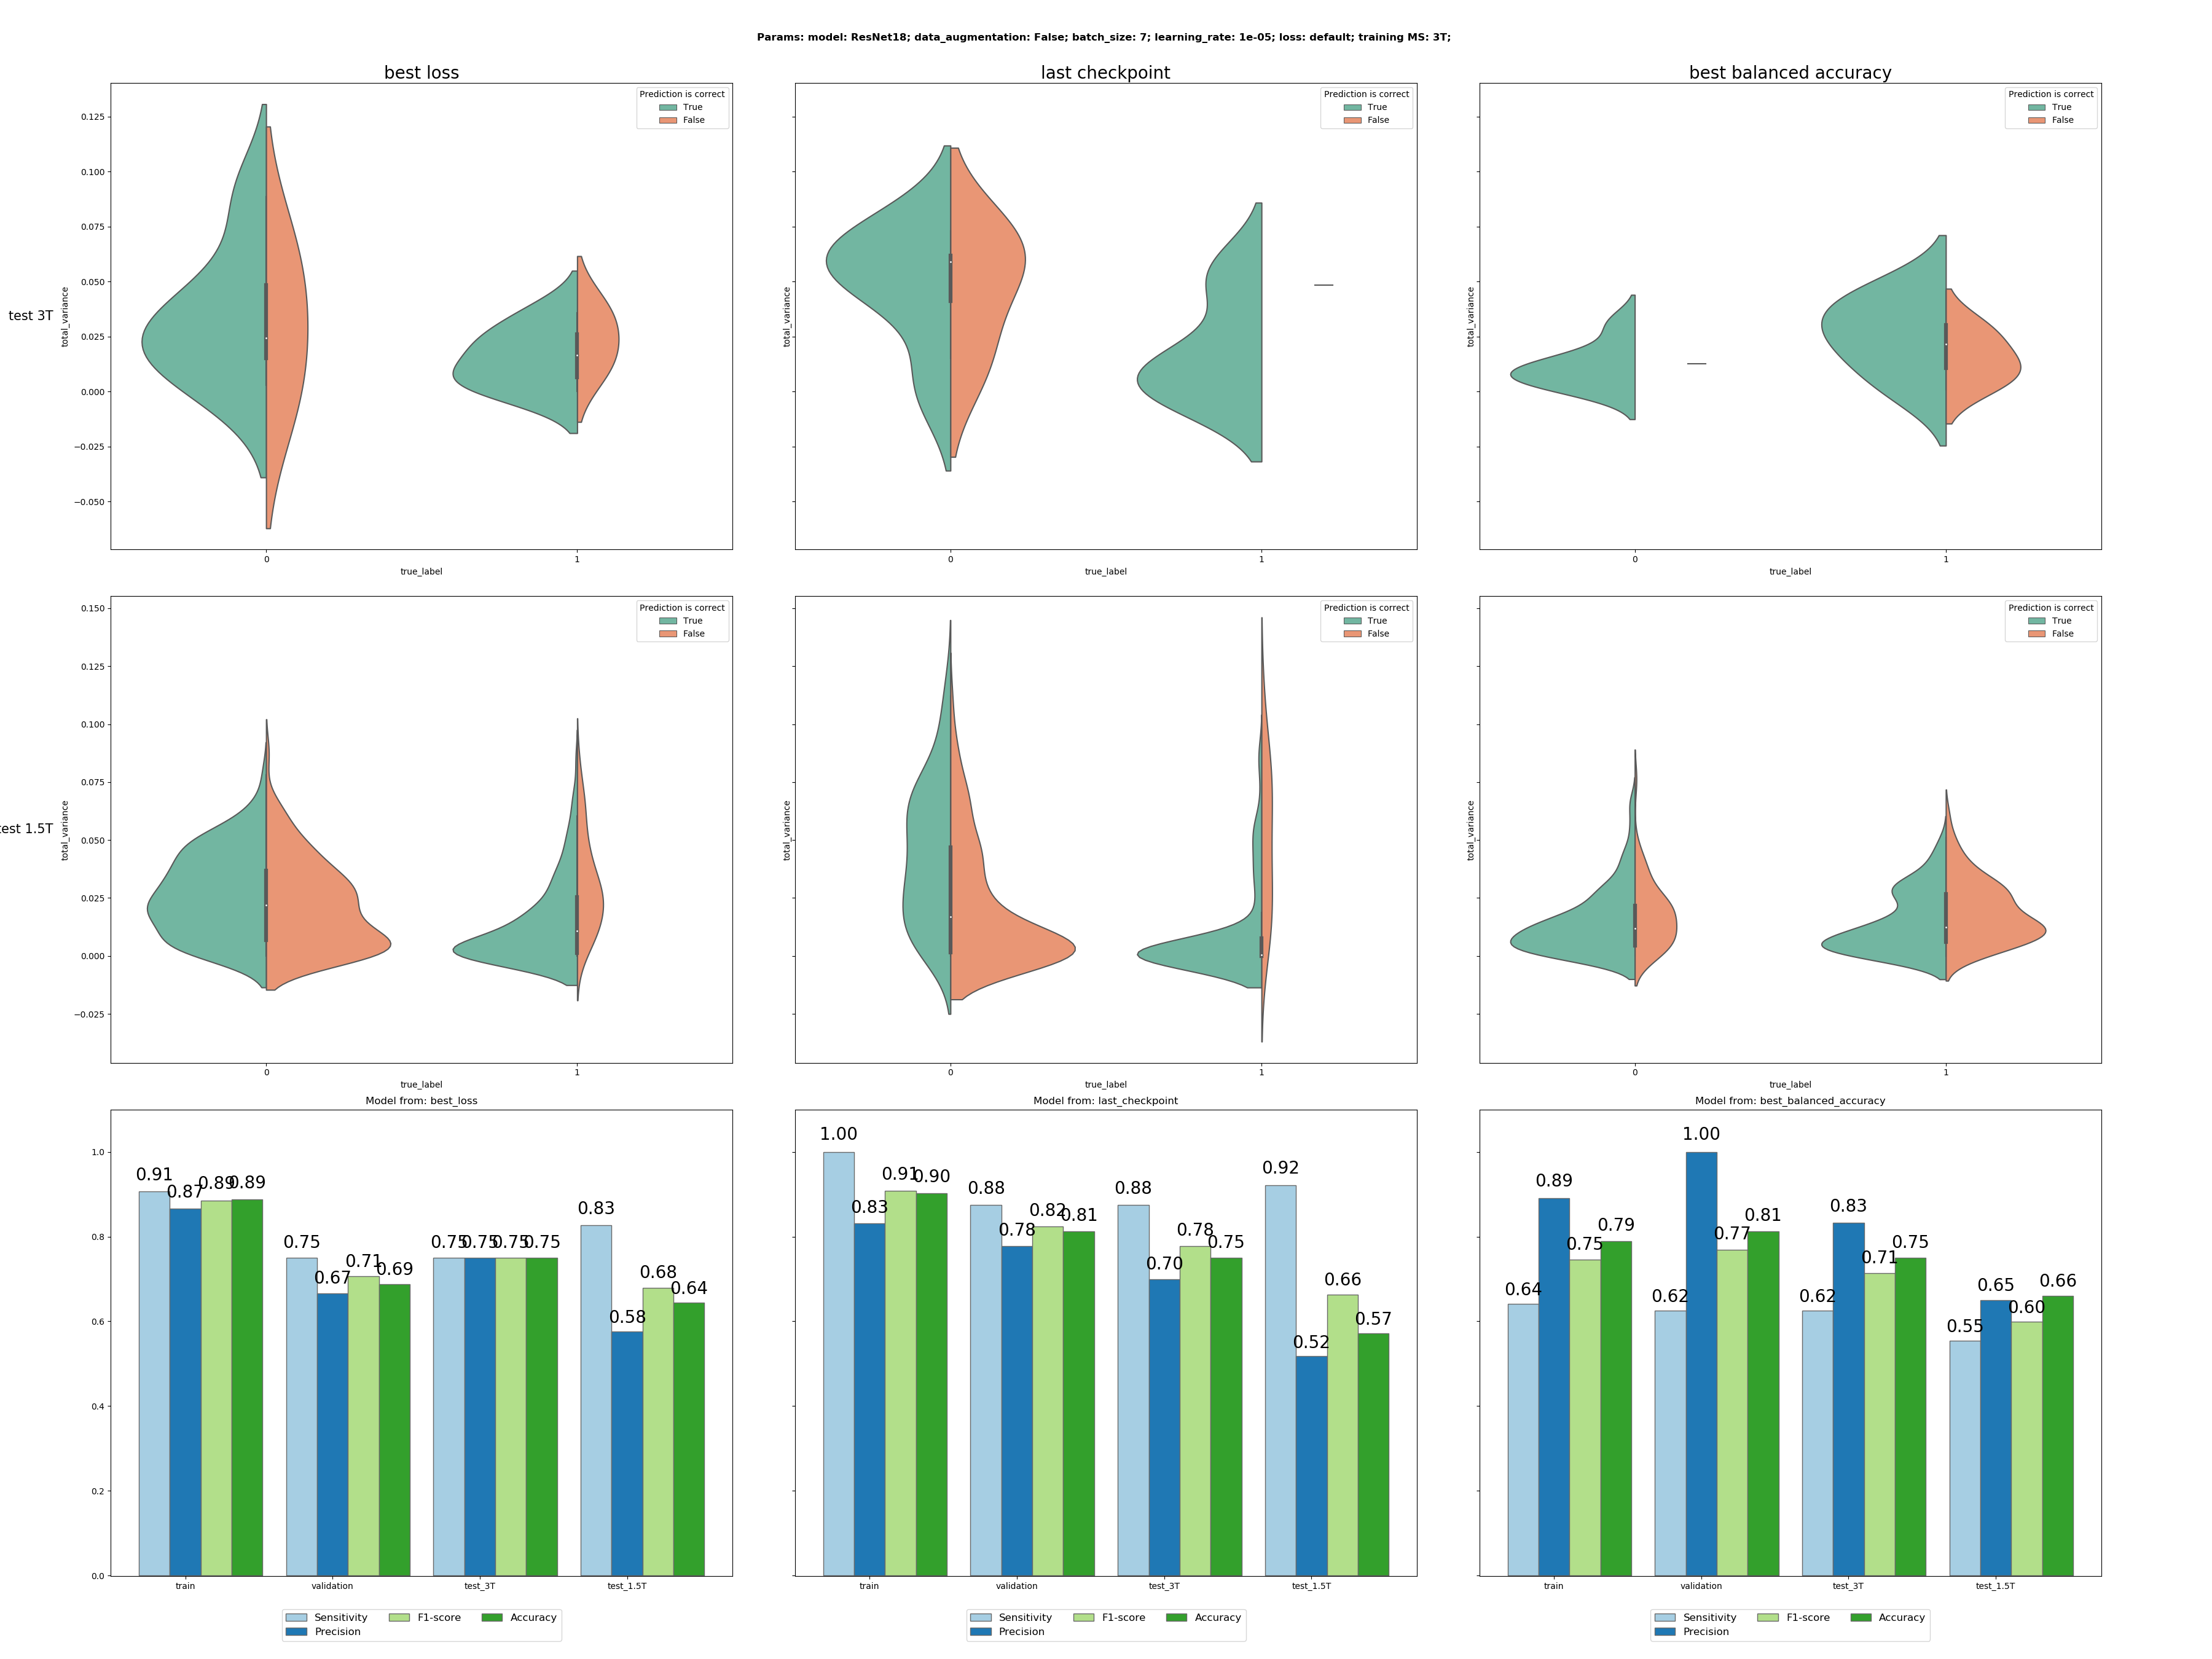 Params: model: ResNet18; data_augmentation: False; batch_size: 7; learning_rate: 1e-05; loss: default; training MS: 3T;
best loss
last checkpoint
best balanced accuracy
Prediction is correct
True
False
Prediction is correct
True
False
Prediction is correct
True
False
0.125
0.100
0.075
0.050
0.025
0.000
−0.025
−0.050
test 3T
total_variance
total_variance
total_variance
0 1
0 1
0 1
true_label
true_label
true_label
Prediction is correct
True
False
Prediction is correct
True
False
Prediction is correct
True
False
0.150
0.125
0.100
0.075
0.050
0.025
0.000
−0.025
test 1.5T
total_variance
total_variance
total_variance
0 1
0 1
0 1
true_label
true_label
true_label
Model from: best_loss
1.0
0.8
0.6
0.4
0.2
0.0
0.91 0.87 0.89 0.89
0.75 0.67 0.71 0.69
0.75 0.75 0.75 0.75
0.83 0.58 0.68 0.64
train validation test_3T test_1.5T
Sensitivity F1-score Accuracy
Precision
Model from: last_checkpoint
1.00 0.83 0.91 0.90
0.88 0.78 0.82 0.81
0.88 0.70 0.78 0.75
0.92 0.52 0.66 0.57
train validation test_3T test_1.5T
Sensitivity F1-score Accuracy
Precision
Model from: best_balanced_accuracy
0.64 0.89 0.75 0.79
0.62 1.00 0.77 0.81
0.62 0.83 0.71 0.75
0.55 0.65 0.60 0.66
train validation test_3T test_1.5T
Sensitivity F1-score Accuracy
Precision